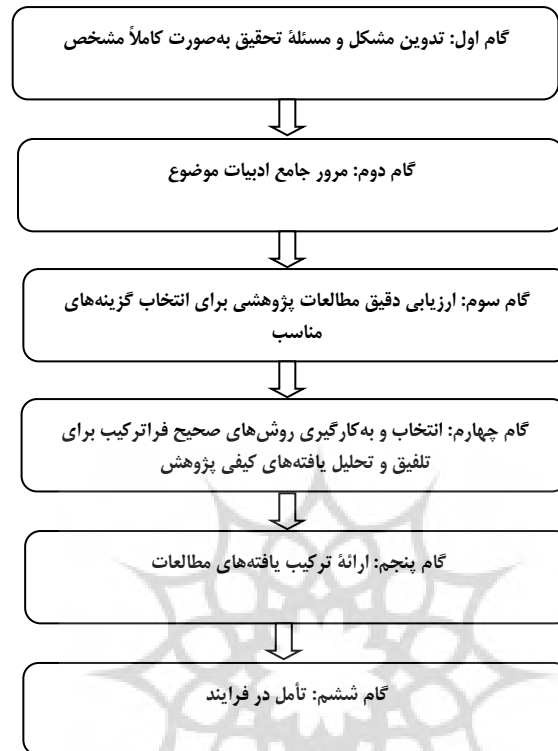 گام اول: تدوین مشکل و مسئلهٔ تحقیق به‌صورت کاملاً مشخص
گام دوم: مرور جامع ادبیات موضوع
گام سوم: ارزیابی دقیق مطالعات پژوهشی برای انتخاب گزینه‌های
مناسب
گام چهارم: انتخاب و به‌کارگیری روش‌های صحیح فراترکیب برای
تلفیق و تحلیل یافته‌های کیفی پژوهش
گام پنجم: ارائهٔ ترکیب یافته‌های مطالعات
گام ششم: تأمل در فرایند